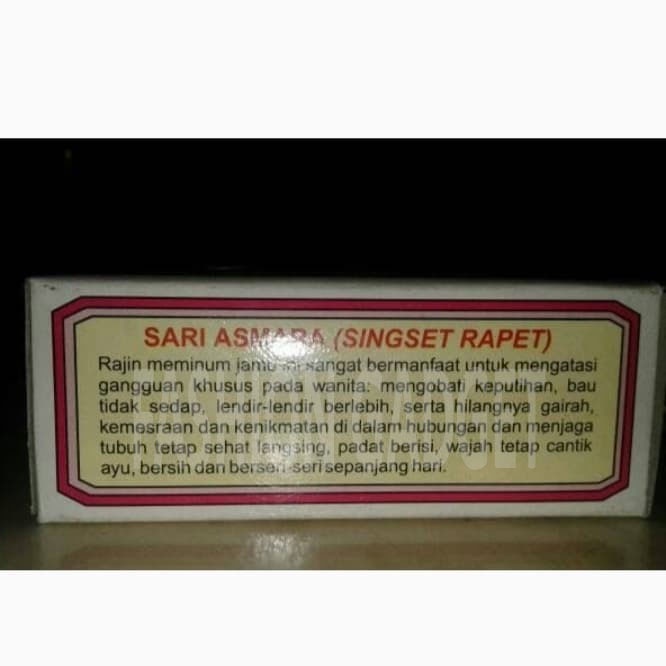 SARI ASMARA (SINGSET RAPET)
Rajin meminum jamu ini sangat bermanfaat untuk mengatasi
gangguan khusus pada wanita: mengobati keputihan, bau
tidak sedap, lendir-lendir berlebih, serta hilangnya gairah,
kemesraan dan kenikmatan di dalam hubungan dan menjaga
tubuh tetap sehat langsing, padat berisi, wajah tetap cantik
ayu, bersih dan berseri-seri sepanjang hari.